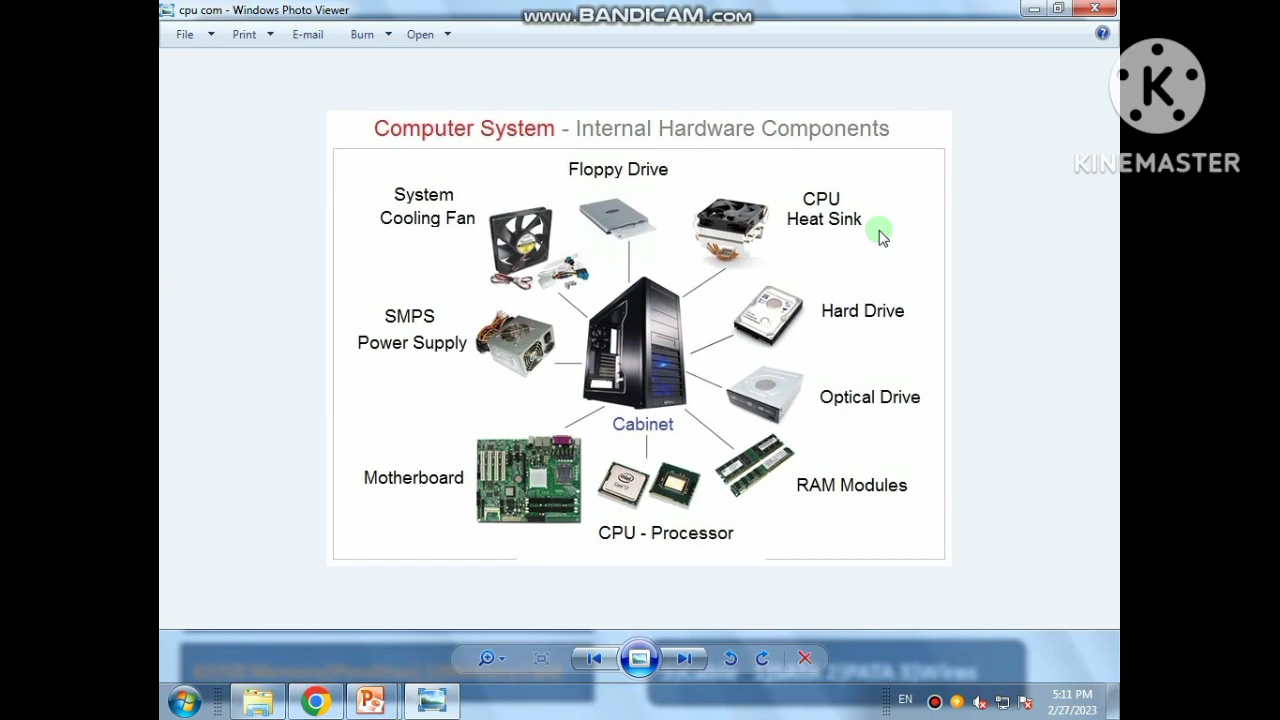 cpu com - Windows Photo Viewer
www.BANDICAM.com
File Print E-mail Burn Open
KINEMASTER
Computer System - Internal Hardware Components
Floppy Drive
System
Cooling Fan
CPU
Heat Sink
SMPS
Power Supply
Hard Drive
Optical Drive
Cabinet
Motherboard
RAM Modules
CPU - Processor
EN
5:11 PM
2/27/2023